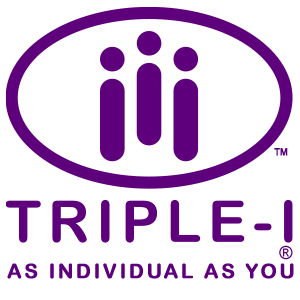 ™
TRIPLE-I
®
AS INDIVIDUAL AS YOU